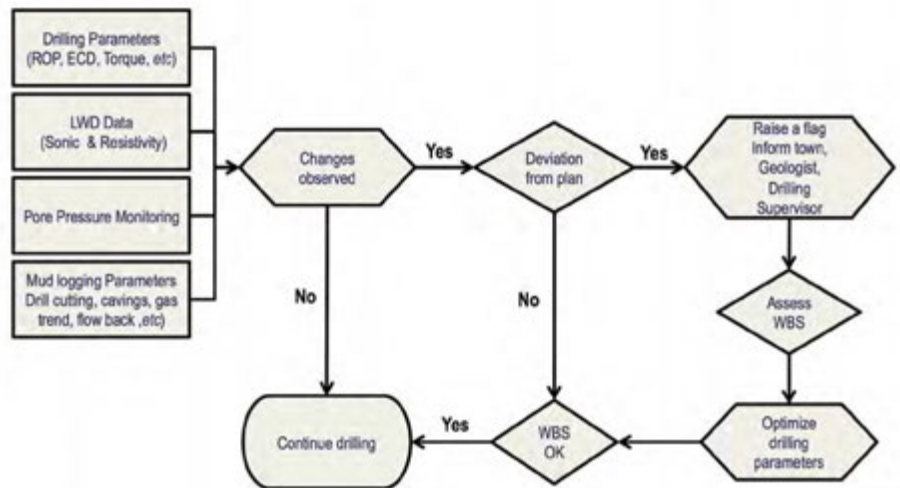 Drilling Parameters
(ROP, ECD, Torque, etc)
LWD Data
(Sonic & Resistivity)
Pore Pressure Monitoring
Mud logging Parameters
Drill cutting, cavings, gas
trend, flow back ,etc)
Changes
observed
Yes
Deviation
from plan
Yes
Raise a flag
Inform town,
Geologist,
Drilling
Supervisor
No
No
Assess
WBS
Continue drilling
Yes
WBS
OK
Optimize
drilling
parameters